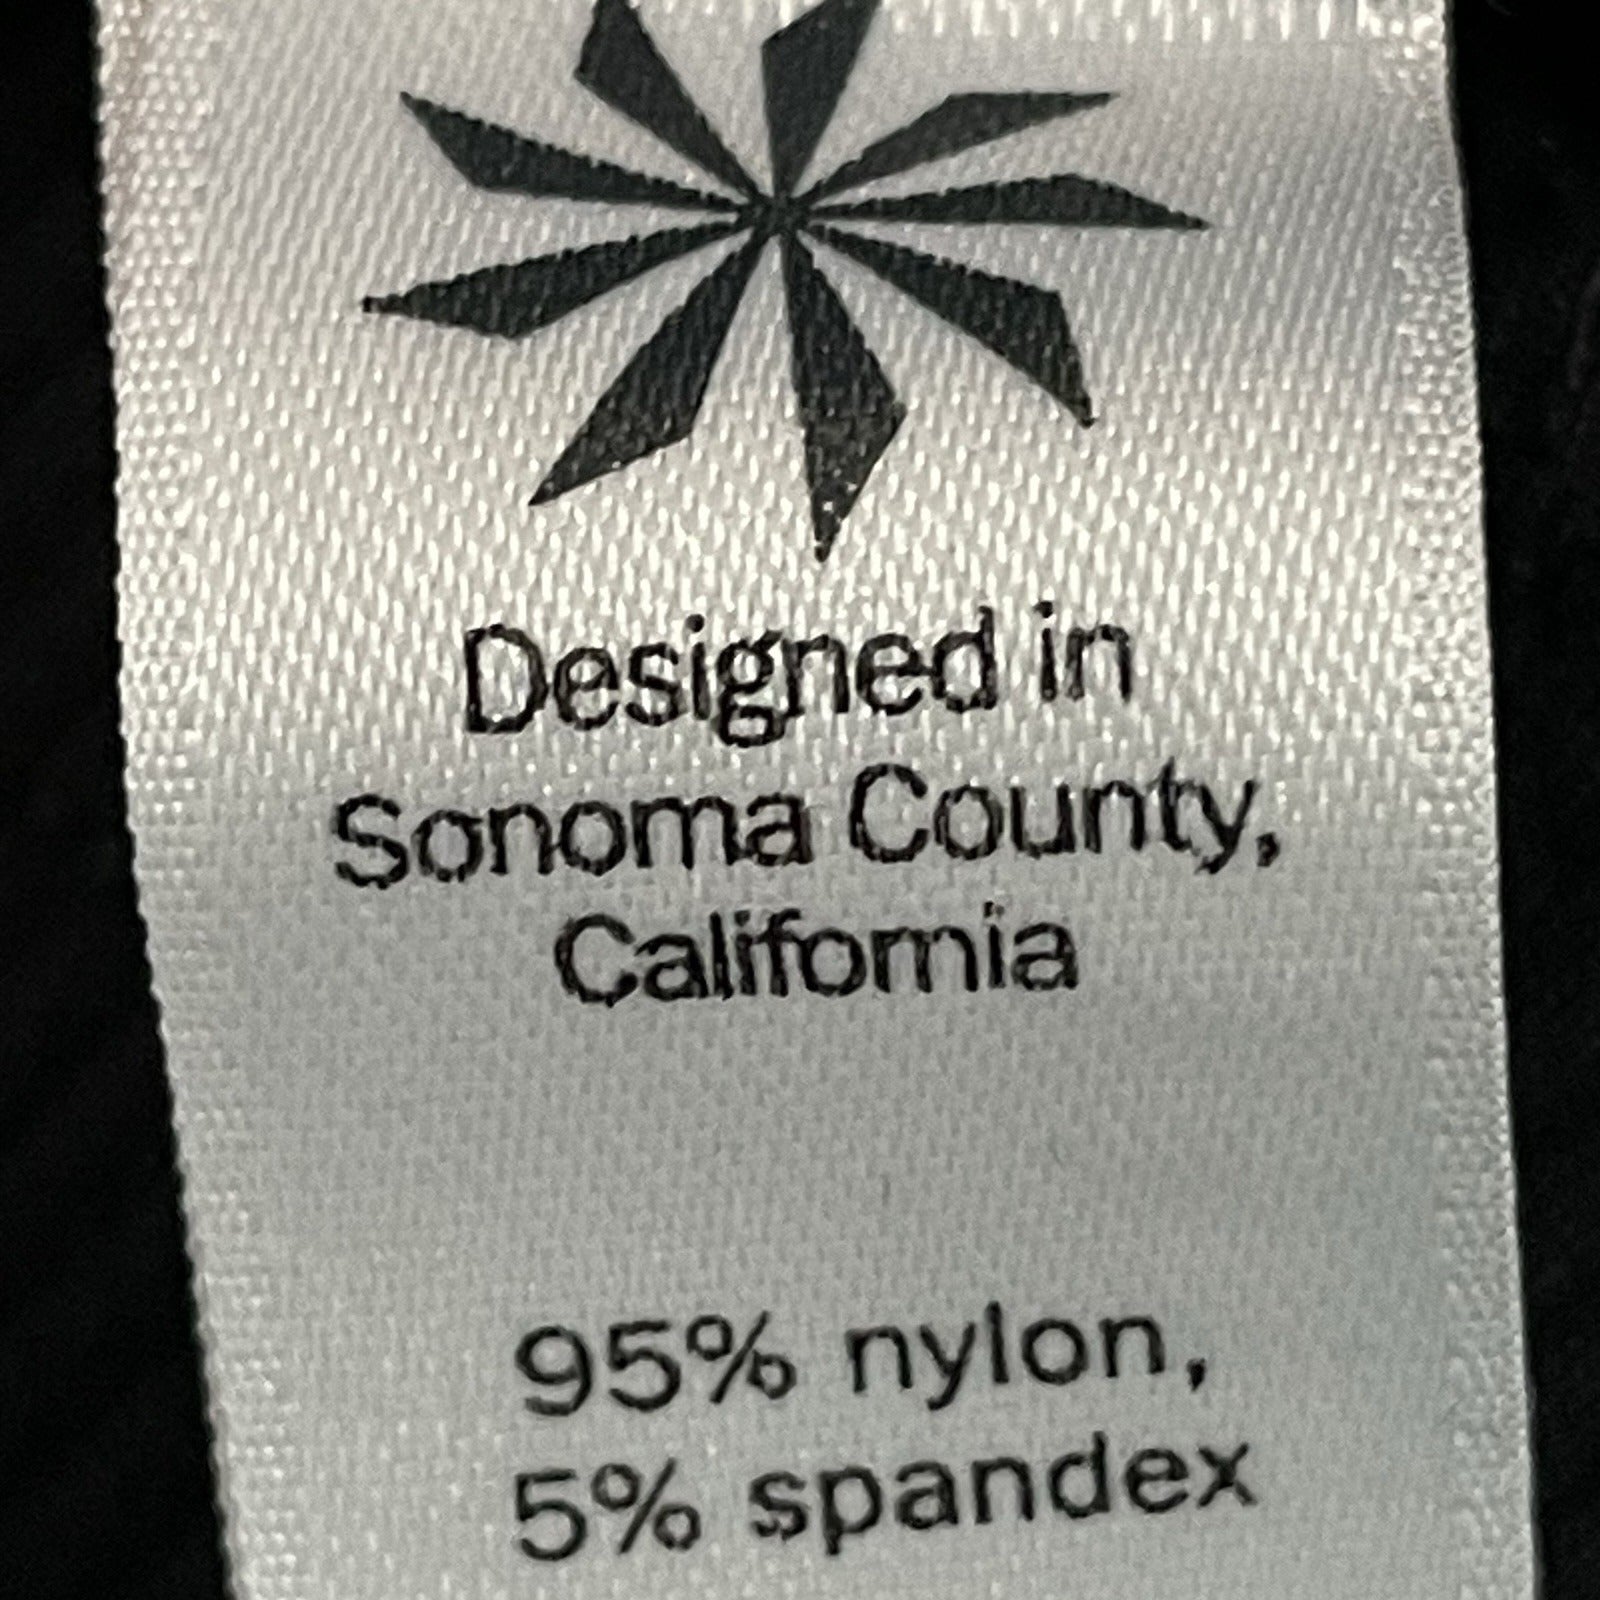 Designed in
Sonoma County,
California
95% nylon,
5% spandex